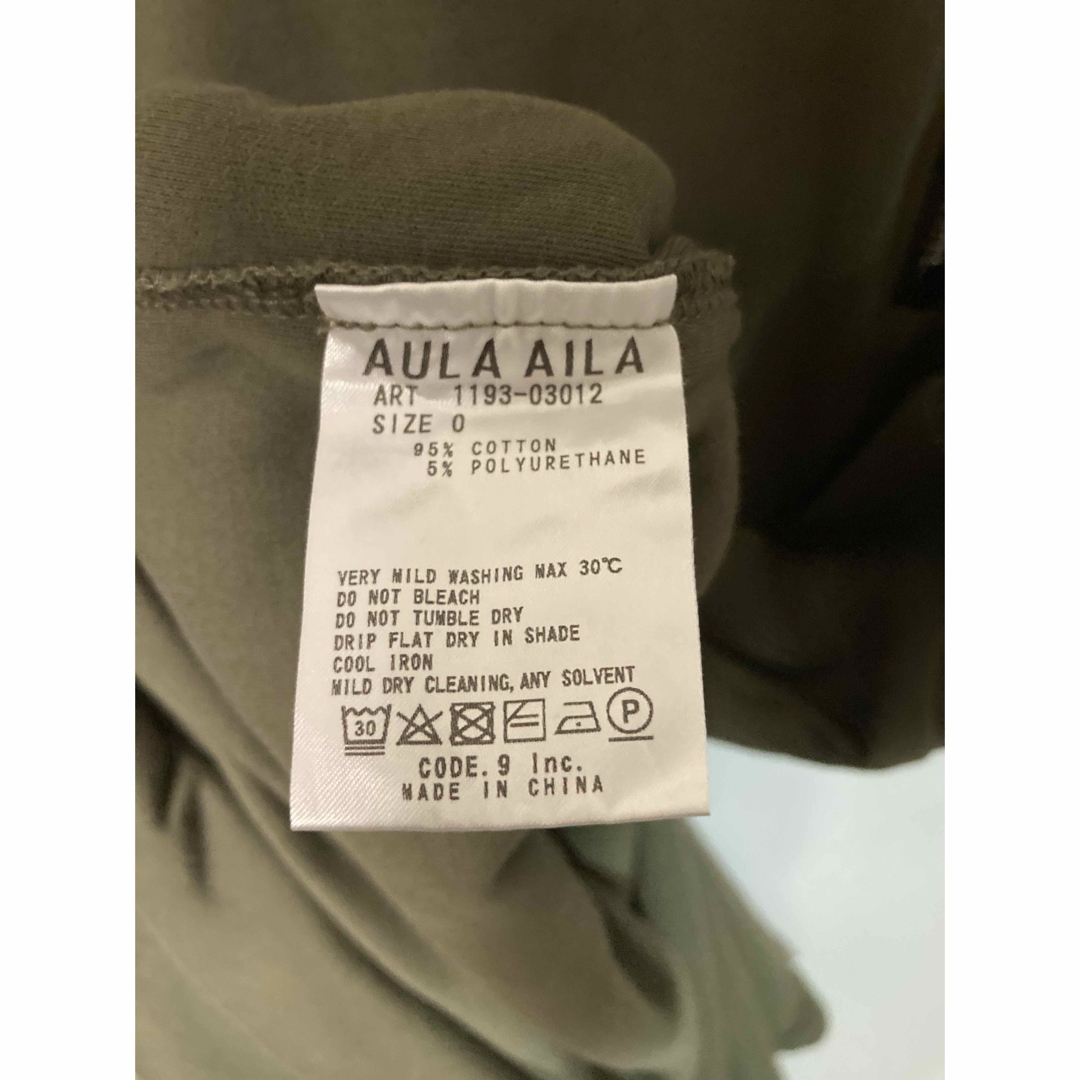 AULA AILA
ART 1193-03012
SIZE 0
95% COTTON
5% POLYURETHANE
VERY MILD WASHING MAX 30℃
DO NOT BLEACH
DO NOT TUMBLE DRY
DRIP FLAT DRY IN SHADE
COOL IRON
MILD DRY CLEANING, ANY SOLVENT
30 P
CODE.9 Inc.
MADE IN CHINA